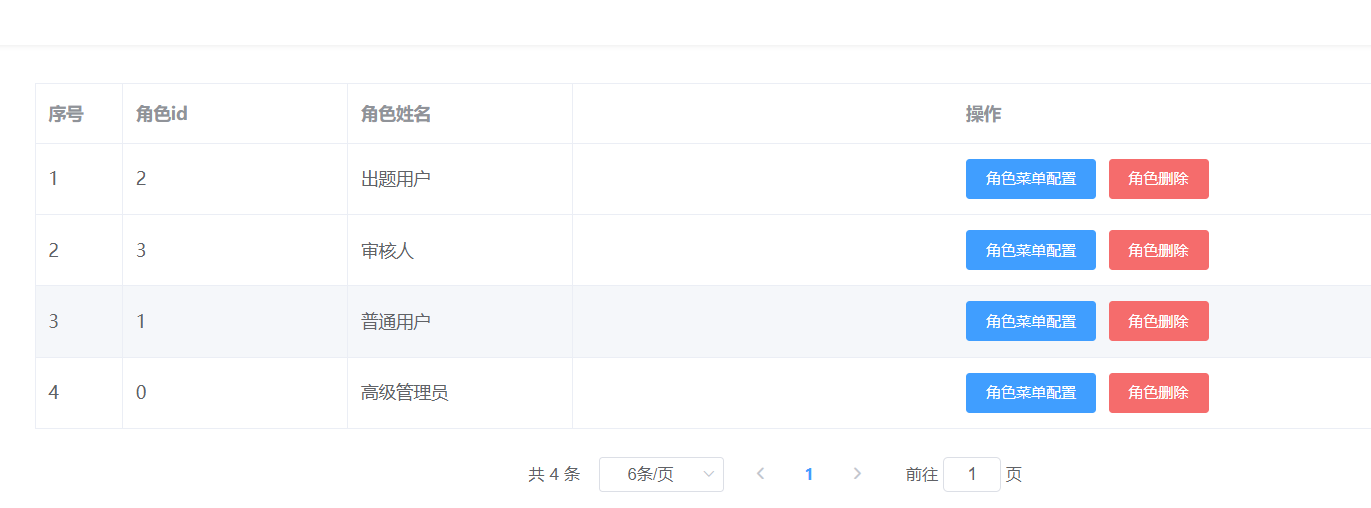 序号 角色id 角色姓名 操作
1 2 出题用户 角色菜单配置 角色删除
2 3 审核人 角色菜单配置 角色删除
3 1 普通用户 角色菜单配置 角色删除
4 0 高级管理员 角色菜单配置 角色删除
共 4 条 6条/页 1 前往 1 页